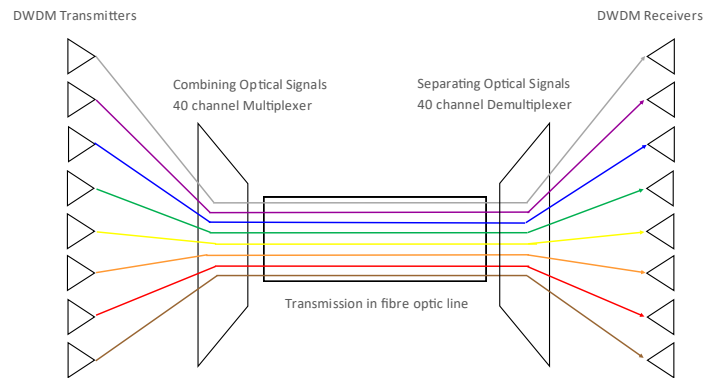 DWDM Transmitters
DWDM Receivers
Combining Optical Signals
40 channel Multiplexer
Separating Optical Signals
40 channel Demultiplexer
Transmission in fibre optic line